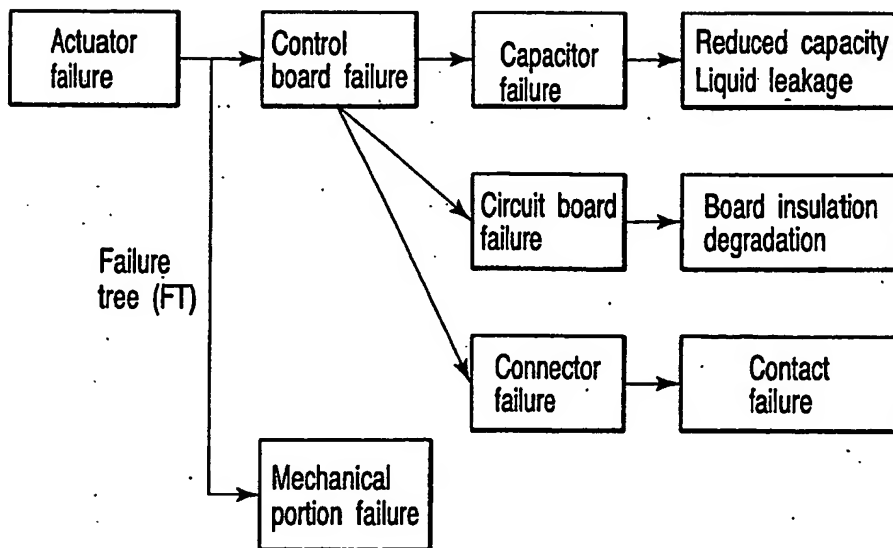 Actuator
failure
Control
board failure
Capacitor
failure
Reduced capacity
Liquid leakage
Circuit board
failure
Board insulation
degradation
Failure
tree (FT)
Connector
failure
Contact
failure
Mechanical
portion failure